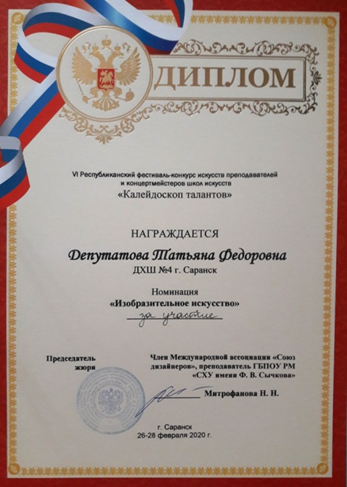 ДИПЛОМ
VI Республиканский фестиваль-конкурс искусств преподавателей
и концертмейстеров школ искусств
«Калейдоскоп талантов»
НАГРАЖДАЕТСЯ
Депутатова Татьяна Федоровна
ДХШ №4 г. Саранск
Номинация
«Изобразительное искусство»
за участие
Председатель
жюри
Член Международной ассоциации «Союз
дизайнеров», преподаватель ГБПОУ РМ
«СХУ имени Ф. В. Сычкова»
Митрофанова Н. Н.
г. Саранск
26-28 февраля 2020 г.